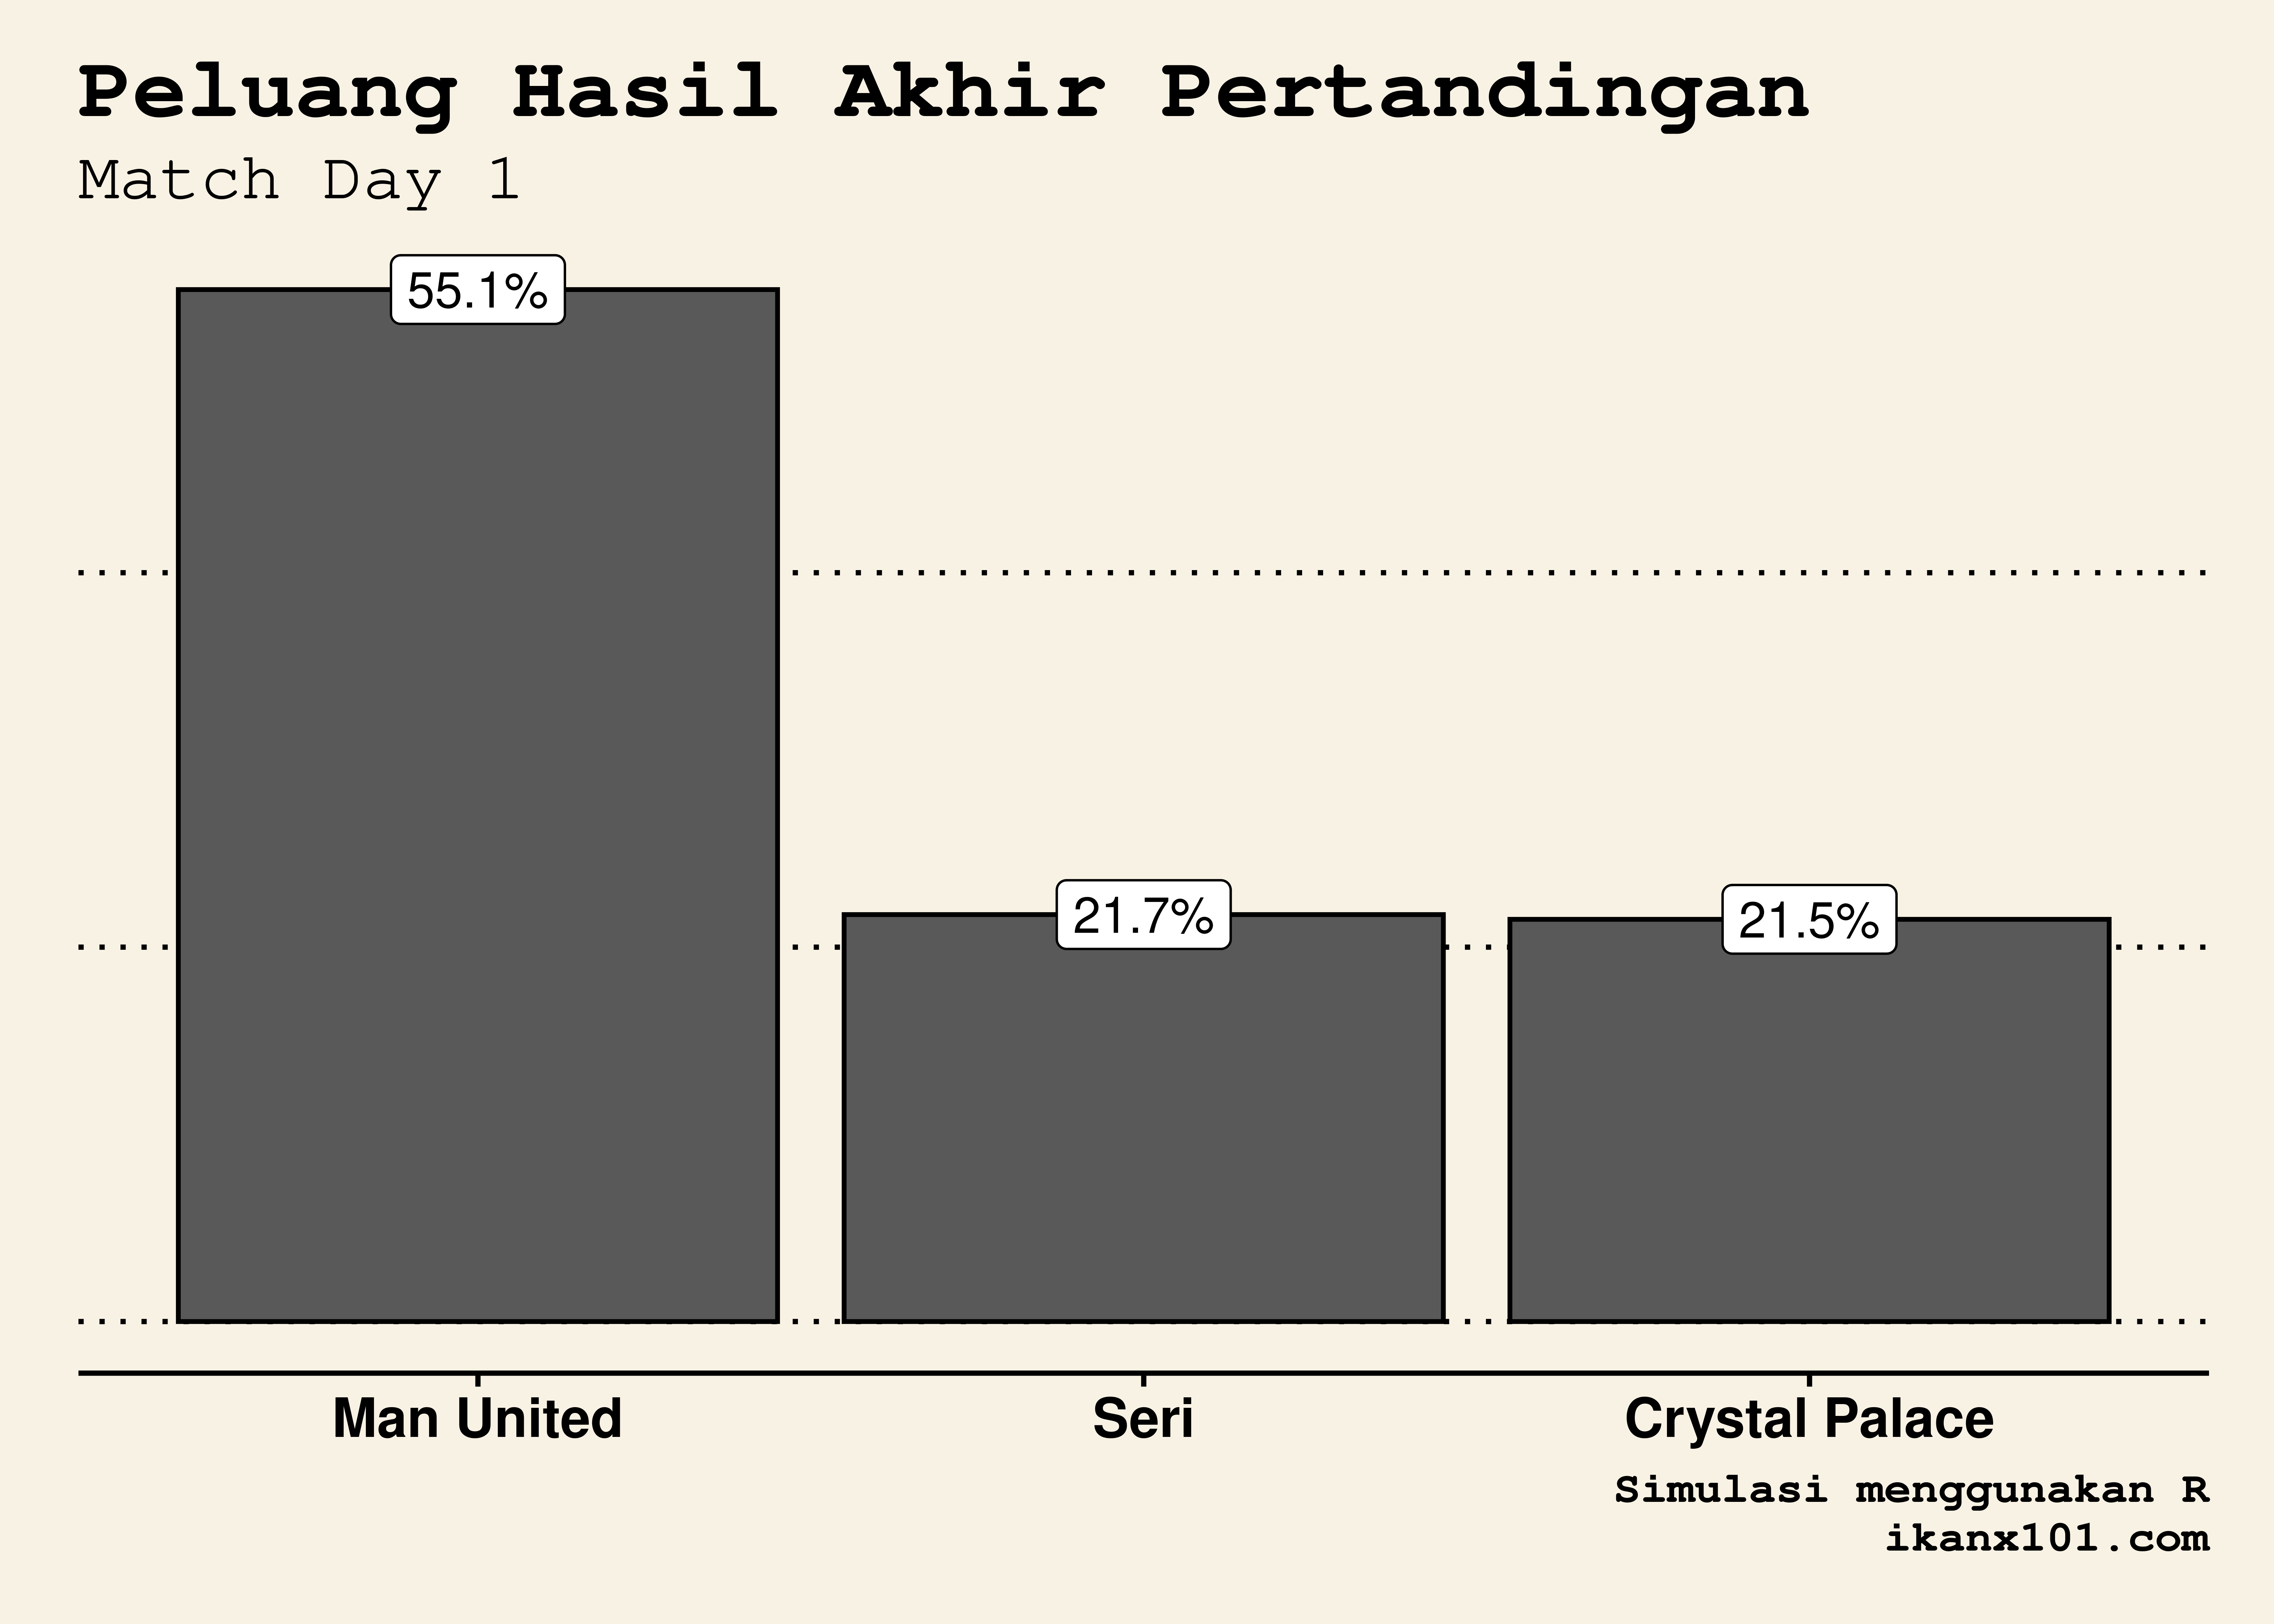 Peluang Hasil Akhir Pertandingan
Match Day 1
55.1%
21.7%
21.5%
Man United
Seri
Crystal Palace
Simulasi menggunakan R
ikanx101.com